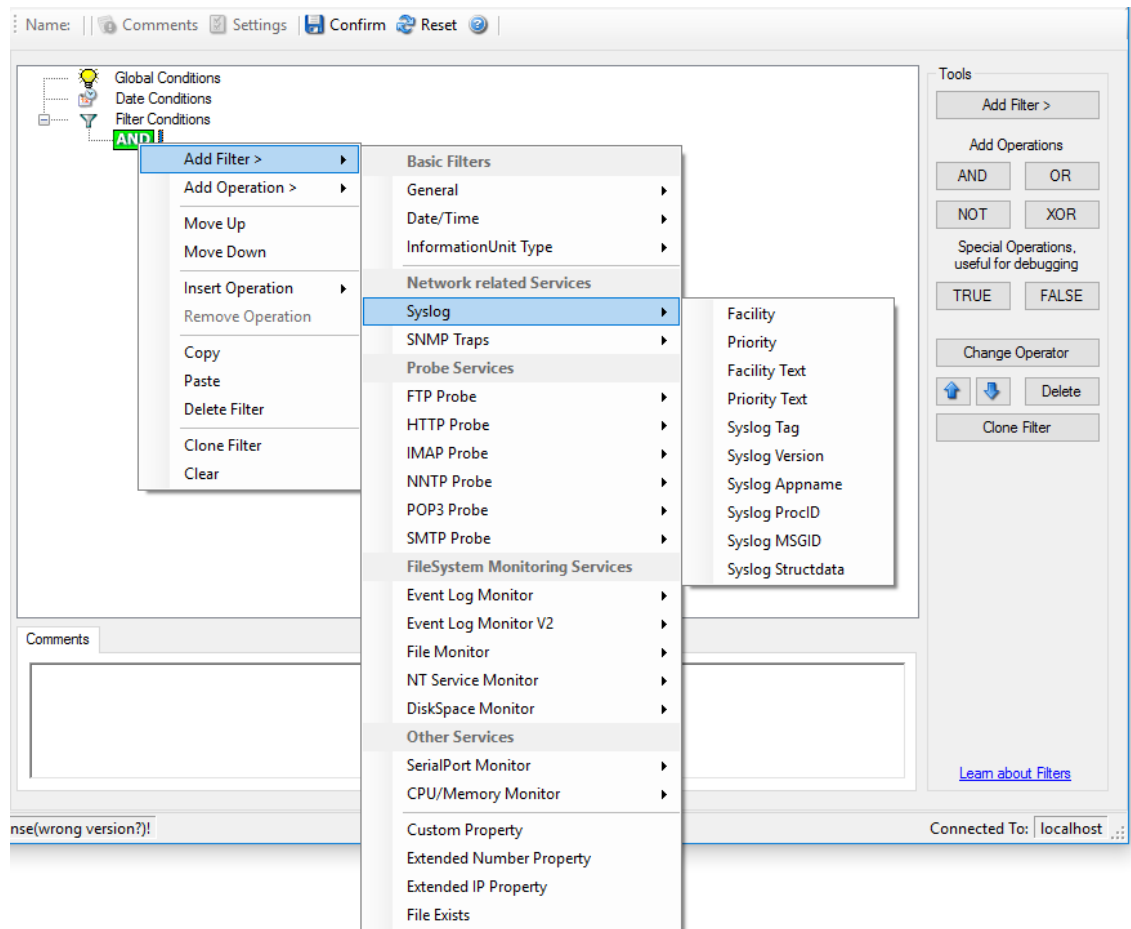 Name: Comments Settings Confirm Reset
Global Conditions
Date Conditions
Filter Conditions
AND
Add Filter >
Add Operation >
Move Up
Move Down
Insert Operation
Remove Operation
Copy
Paste
Delete Filter
Clone Filter
Clear
Basic Filters
General
Date/Time
InformationUnit Type
Network related Services
Syslog
SNMP Traps
Probe Services
FTP Probe
HTTP Probe
IMAP Probe
NNTP Probe
POP3 Probe
SMTP Probe
FileSystem Monitoring Services
Event Log Monitor
Event Log Monitor V2
File Monitor
NT Service Monitor
DiskSpace Monitor
Other Services
SerialPort Monitor
CPU/Memory Monitor
Custom Property
Extended Number Property
Extended IP Property
File Exists
Facility
Priority
Facility Text
Priority Text
Syslog Tag
Syslog Version
Syslog Appname
Syslog ProcID
Syslog MSGID
Syslog Structdata
Tools
Add Filter >
Add Operations
AND OR
NOT XOR
Special Operations,
useful for debugging
TRUE FALSE
Change Operator
Delete
Clone Filter
Learn about Filters
Comments
nse(wrong version?)!
Connected To: localhost